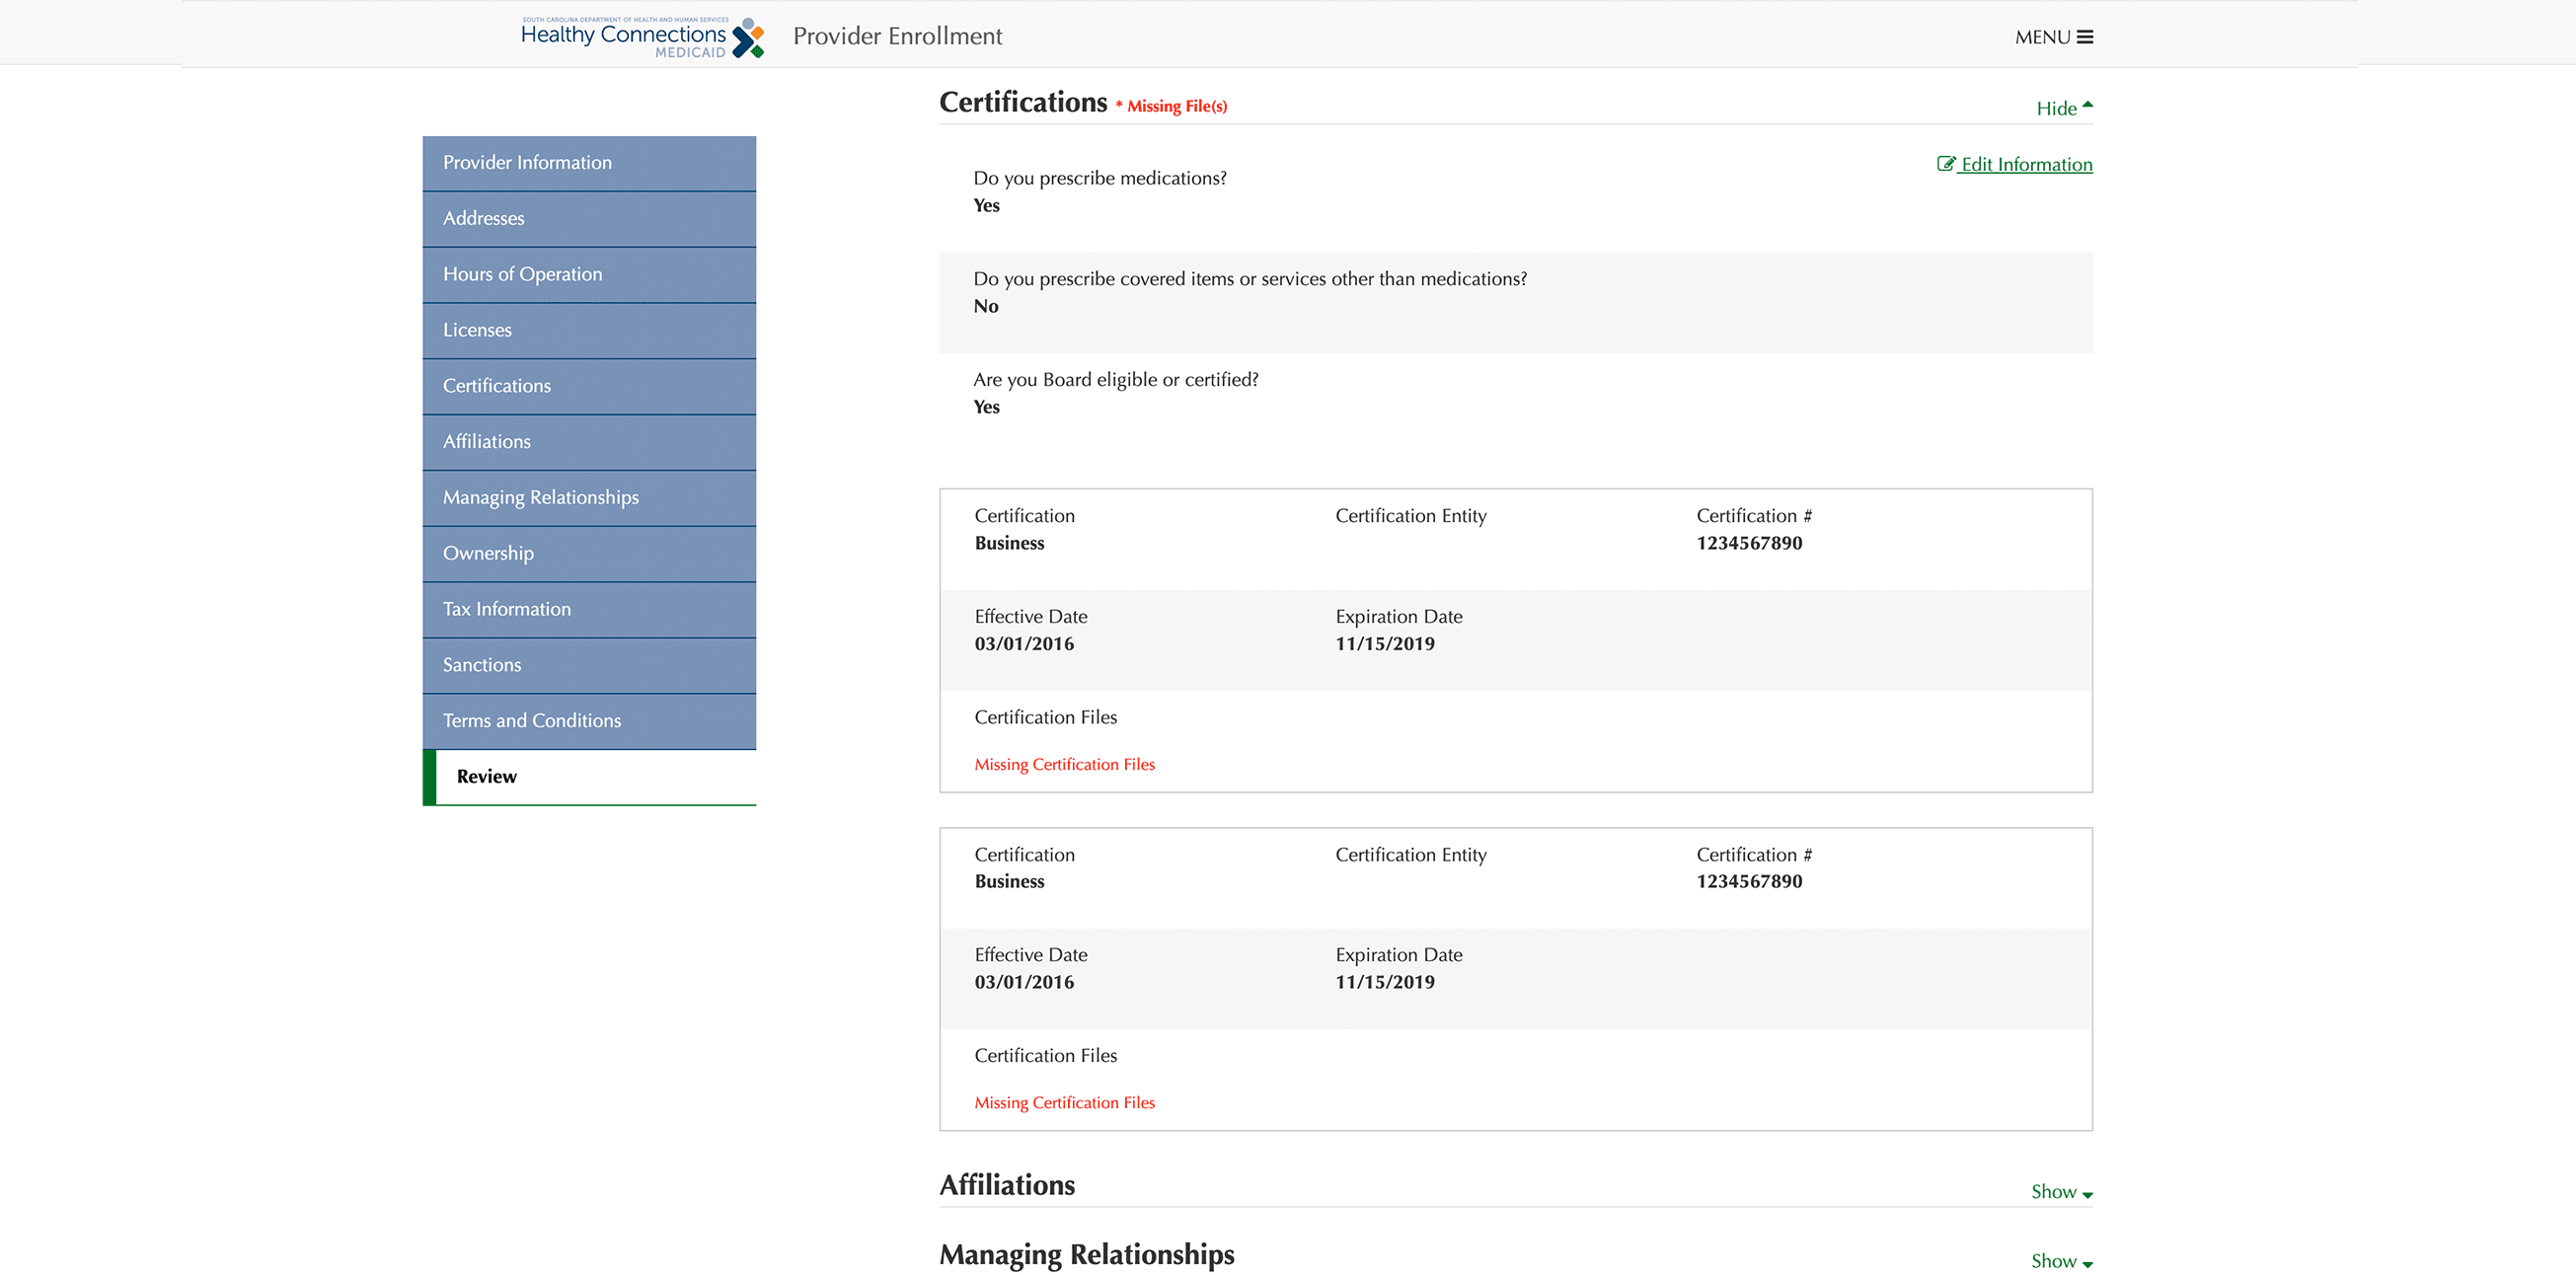 SOUTH CAROLINA DEPARTMENT OF HEALTH AND HUMAN SERVICES
Healthy Connections
MEDICAID
Provider Enrollment
MENU
Provider Information
Addresses
Hours of Operation
Licenses
Certifications
Affiliations
Managing Relationships
Ownership
Tax Information
Sanctions
Terms and Conditions
Review
Certifications * Missing File(s)
Hide
Edit Information
Do you prescribe medications?
Yes
Do you prescribe covered items or services other than medications?
No
Are you Board eligible or certified?
Yes
Certification Certification Entity Certification #
Business 1234567890
Effective Date Expiration Date
03/01/2016 11/15/2019
Certification Files
Missing Certification Files
Certification Certification Entity Certification #
Business 1234567890
Effective Date Expiration Date
03/01/2016 11/15/2019
Certification Files
Missing Certification Files
Affiliations Show
Managing Relationships Show